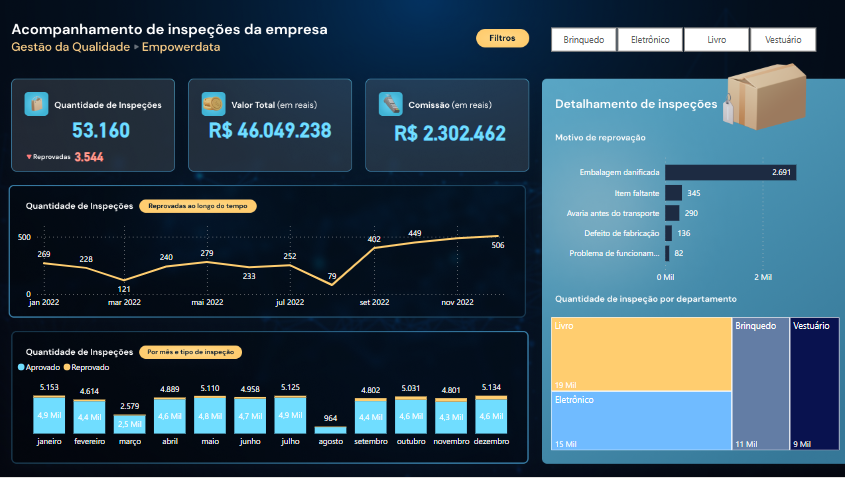 Acompanhamento de inspeções da empresa
Gestão da Qualidade ▸ Empowerdata
Filtros
Brinquedo
Eletrônico
Livro
Vestuário
Quantidade de Inspeções
53.160
▼ Reprovadas 3.544
Valor Total (em reais)
R$ 46.049.238
Comissão (em reais)
R$ 2.302.462
Quantidade de Inspeções
Reprovadas ao longo do tempo
500
0
269
228
121
240
279
233
252
79
402
449
506
jan 2022
mar 2022
mai 2022
jul 2022
set 2022
nov 2022
Quantidade de Inspeções
Por mês e tipo de inspeção
Aprovado
Reprovado
5.153
4.614
2.579
4.889
5.110
4.958
5.125
964
4.802
5.031
4.801
5.134
4,9 Mil
4,4 Mil
2,5 Mil
4,6 Mil
4,8 Mil
4,7 Mil
4,9 Mil
4,4 Mil
4,6 Mil
4,3 Mil
4,6 Mil
janeiro
fevereiro
março
abril
maio
junho
julho
agosto
setembro
outubro
novembro
dezembro
Detalhamento de inspeções
Motivo de reprovação
Embalagem danificada
2.691
Item faltante
345
Avaria antes do transporte
290
Defeito de fabricação
136
Problema de funcionam...
82
0 Mil
2 Mil
Quantidade de inspeção por departamento
Livro
19 Mil
Eletrônico
15 Mil
Brinquedo
11 Mil
Vestuário
9 Mil